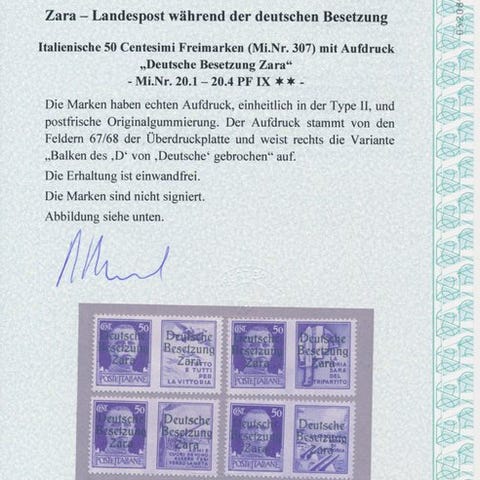 Zara – Landespost während der deutschen Besetzung
Italienische 50 Centesimi Freimarken (Mi.Nr. 307) mit Aufdruck
„Deutsche Besetzung Zara“
- Mi.Nr. 20.1 – 20.4 PF IX ✶✶ -
Die Marken haben echten Aufdruck, einheitlich in der Type II, und
postfrische Originalgummierung. Der Aufdruck stammt von den
Feldern 67/68 der Überdruckplatte und weist rechts die Variante
„Balken des ‚D‘ von ‚Deutsche‘ gebrochen“ auf.
Die Erhaltung ist einwandfrei.
Die Marken sind nicht signiert.
Abbildung siehe unten.
50 50
Deutsche Deutsche Deutsche Deutsche
Besetzung Besetzung Besetzung Besetzung
Zara Zara Zara Zara
E TUTTI
PER
LA VITTORIA
DEL
TRIPARTITO
POSTE ITALIANE POSTE ITALIANE
50 50
Deutsche Deutsche Deutsche Deutsche
Besetzung Besetzung Besetzung Besetzung
Zara Zara Zara Zara
POSTE ITALIANE POSTE ITALIANE